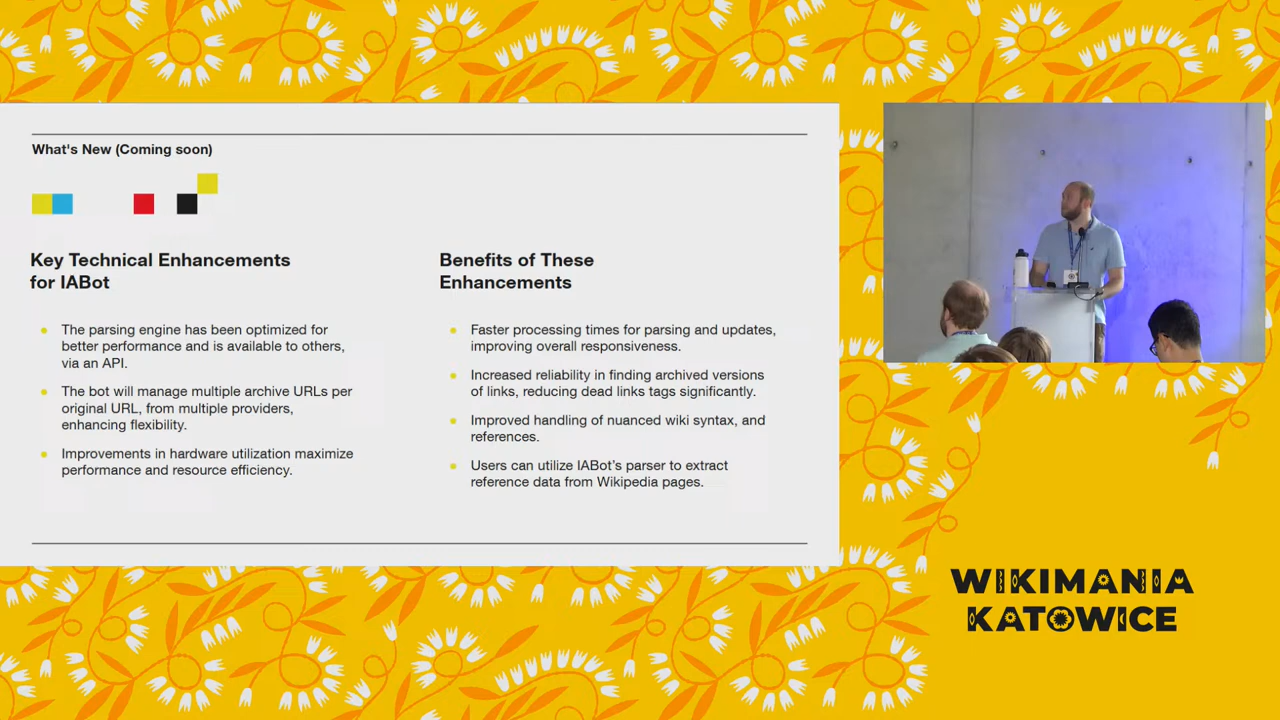 What's New (Coming soon)
Key Technical Enhancements
for IABot
The parsing engine has been optimized for
better performance and is available to others,
via an API.
The bot will manage multiple archive URLs per
original URL, from multiple providers,
enhancing flexibility.
Improvements in hardware utilization maximize
performance and resource efficiency.
Benefits of These
Enhancements
Faster processing times for parsing and updates,
improving overall responsiveness.
Increased reliability in finding archived versions
of links, reducing dead links tags significantly.
Improved handling of nuanced wiki syntax, and
references.
Users can utilize IABot's parser to extract
reference data from Wikipedia pages.
WIKIMANIA
KATOWICE